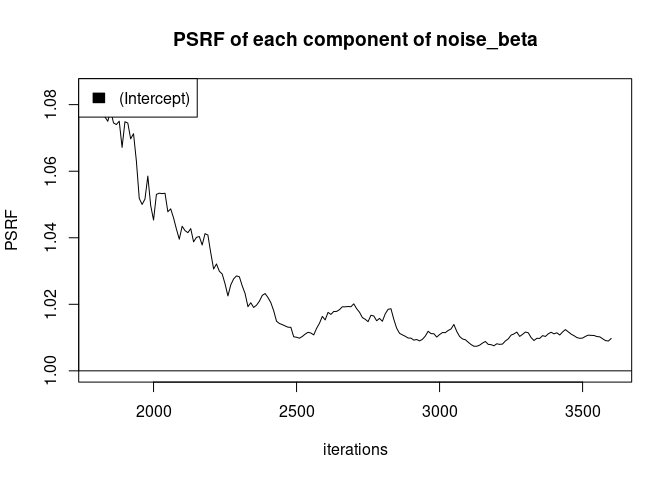 PSRF of each component of noise_beta
(Intercept)
PSRF
1.08
1.06
1.04
1.02
1.00
2000 2500 3000 3500
iterations